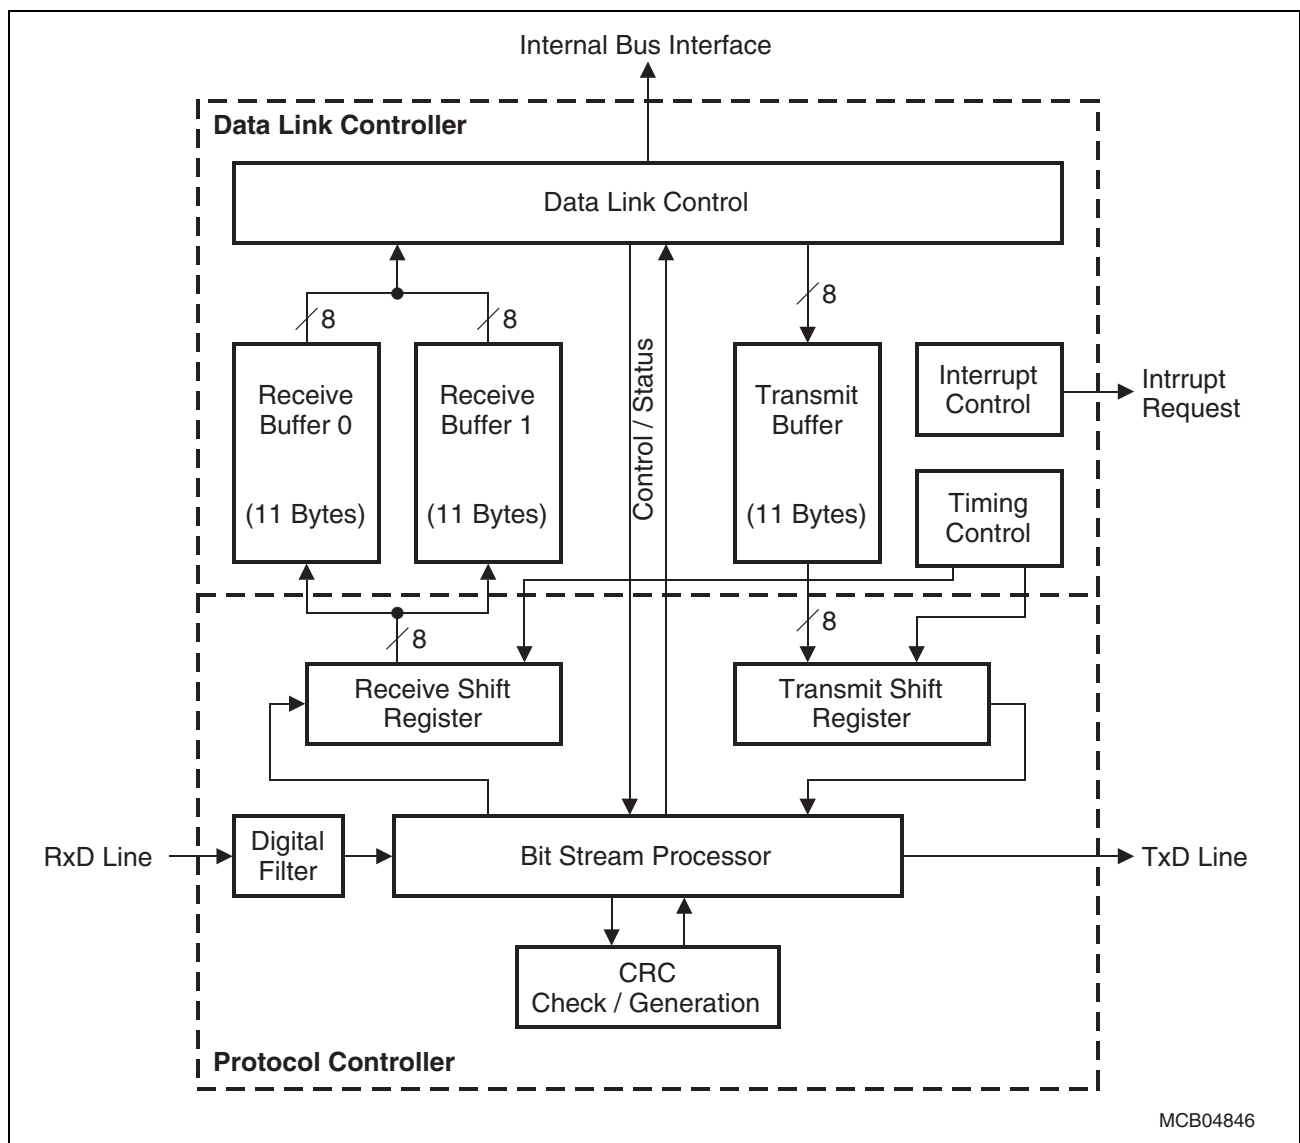 Internal Bus Interface
Data Link Controller
Data Link Control
8
8
8
Receive
Buffer 0
(11 Bytes)
Receive
Buffer 1
(11 Bytes)
Control / Status
Transmit
Buffer
(11 Bytes)
Interrupt
Control
Intrrupt
Request
Timing
Control
8
8
Receive Shift
Register
Transmit Shift
Register
RxD Line
Digital
Filter
Bit Stream Processor
TxD Line
CRC
Check / Generation
Protocol Controller
MCB04846